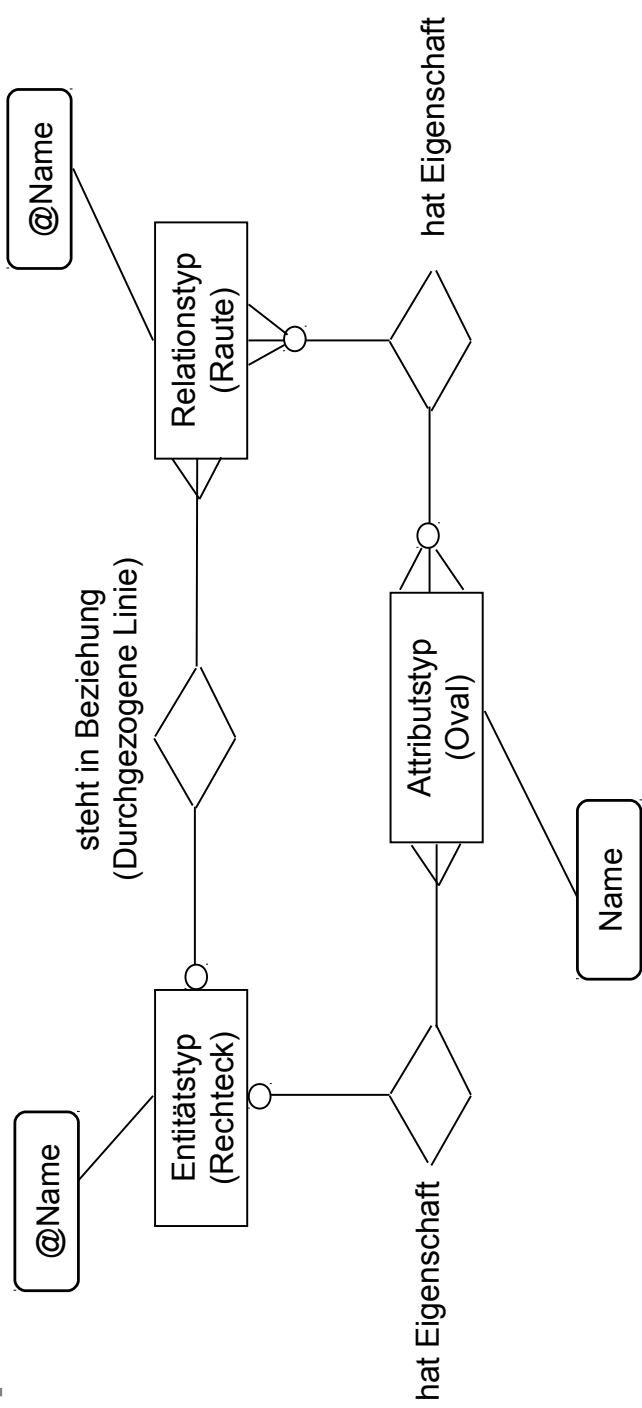 @Name
@Name
steht in Beziehung
(Durchgezogene Linie)
Entitätstyp
(Rechteck)
Relationstyp
(Raute)
hat Eigenschaft
Attributstyp
(Oval)
hat Eigenschaft
Name